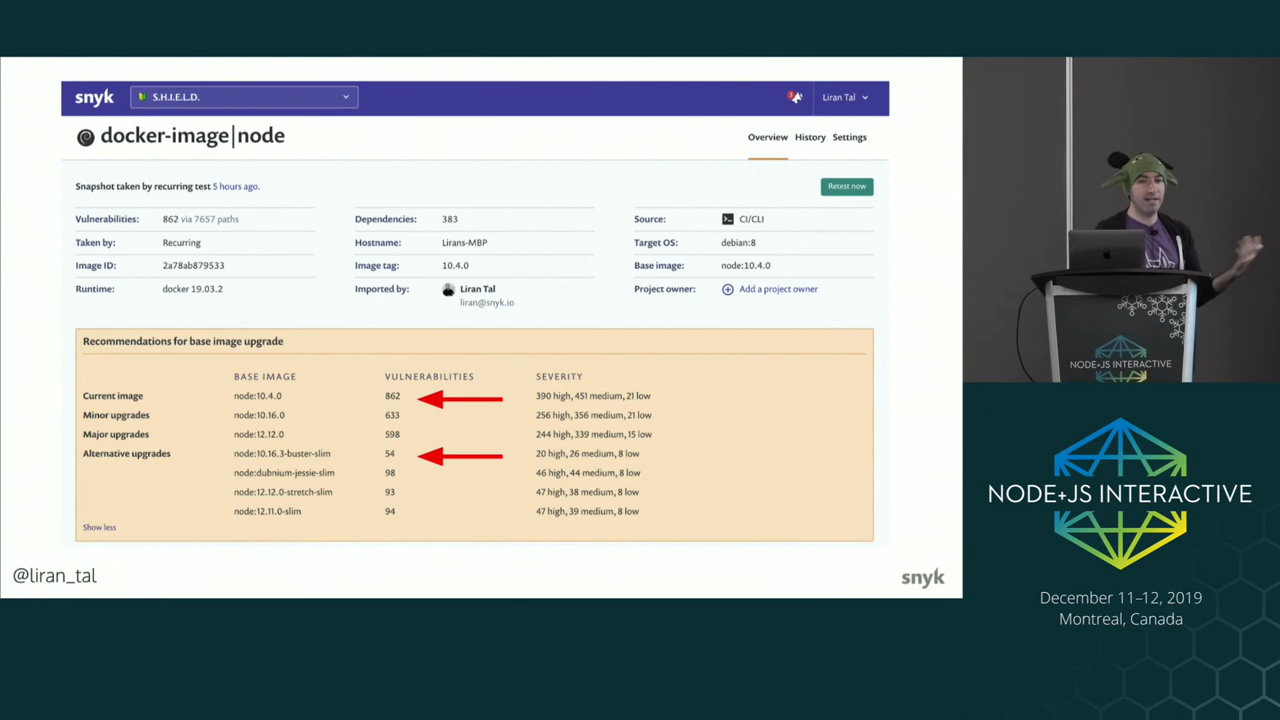 snyk S.H.I.E.L.D. 3 Liran Tal
docker-image|node Overview History Settings
Snapshot taken by recurring test 5 hours ago. Retest now
Vulnerabilities: 862 via 7657 paths Dependencies: 383 Source: CI/CLI
Taken by: Recurring Hostname: Lirans-MBP Target OS: debian:8
Image ID: 2a78ab879533 Image tag: 10.4.0 Base image: node:10.4.0
Runtime: docker 19.03.2 Imported by: Liran Tal Project owner: Add a project owner
liran@snyk.io
Recommendations for base image upgrade
BASE IMAGE VULNERABILITIES SEVERITY
Current image node:10.4.0 862 390 high, 451 medium, 21 low
Minor upgrades node:10.16.0 633 256 high, 356 medium, 21 low
Major upgrades node:12.12.0 598 244 high, 339 medium, 15 low
Alternative upgrades node:10.16.3-buster-slim 54 20 high, 26 medium, 8 low
node:dubnium-jessie-slim 98 46 high, 44 medium, 8 low
node:12.12.0-stretch-slim 93 47 high, 38 medium, 8 low
node:12.11.0-slim 94 47 high, 39 medium, 8 low
Show less
@liran_tal snyk
NODE+JS INTERACTIVE
NODE+JS INTERACTIVE
December 11–12, 2019
Montreal, Canada